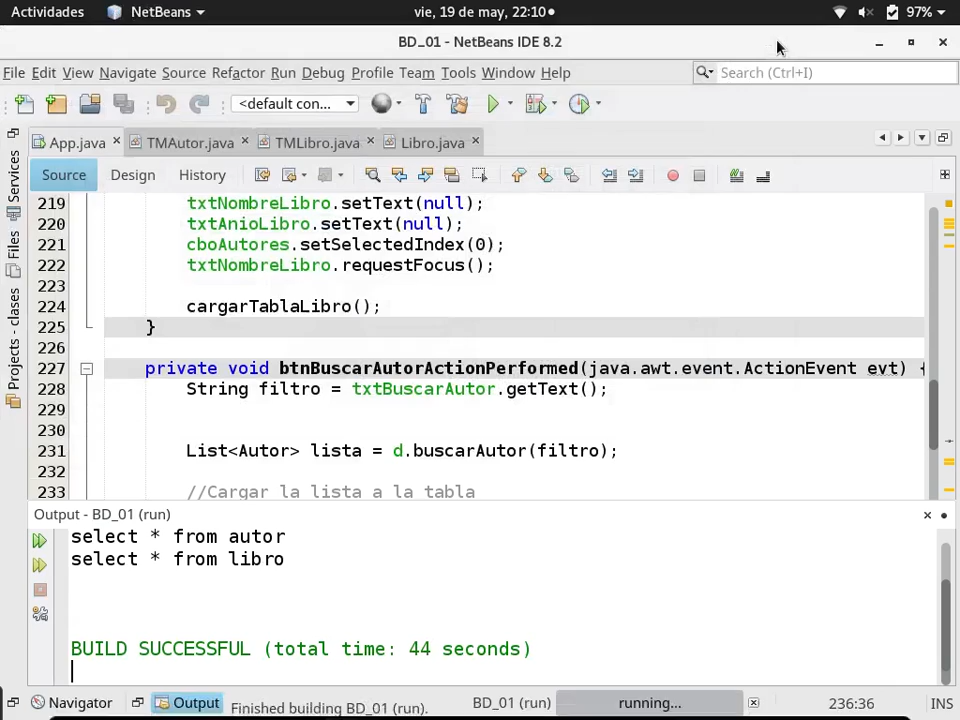 Actividades NetBeans vie, 19 de may, 22:10 97%
BD_01 - NetBeans IDE 8.2
File Edit View Navigate Source Refactor Run Debug Profile Team Tools Window Help Search (Ctrl+I)
<default con...
App.java TMAutor.java TMLibro.java Libro.java
Source Design History
Services
Files
Projects - clases
219 txtNombreLibro.setText(null);
220 txtAnioLibro.setText(null);
221 cboAutores.setSelectedIndex(0);
222 txtNombreLibro.requestFocus();
223
224 cargarTablaLibro();
225 }
226
227 private void btnBuscarAutorActionPerformed(java.awt.event.ActionEvent evt) {
228 String filtro = txtBuscarAutor.getText();
229
230
231 List<Autor> lista = d.buscarAutor(filtro);
232
233 //Cargar la lista a la tabla
Output - BD_01 (run)
select * from autor
select * from libro
BUILD SUCCESSFUL (total time: 44 seconds)
Navigator Output Finished building BD_01 (run). BD_01 (run) running... 236:36 INS